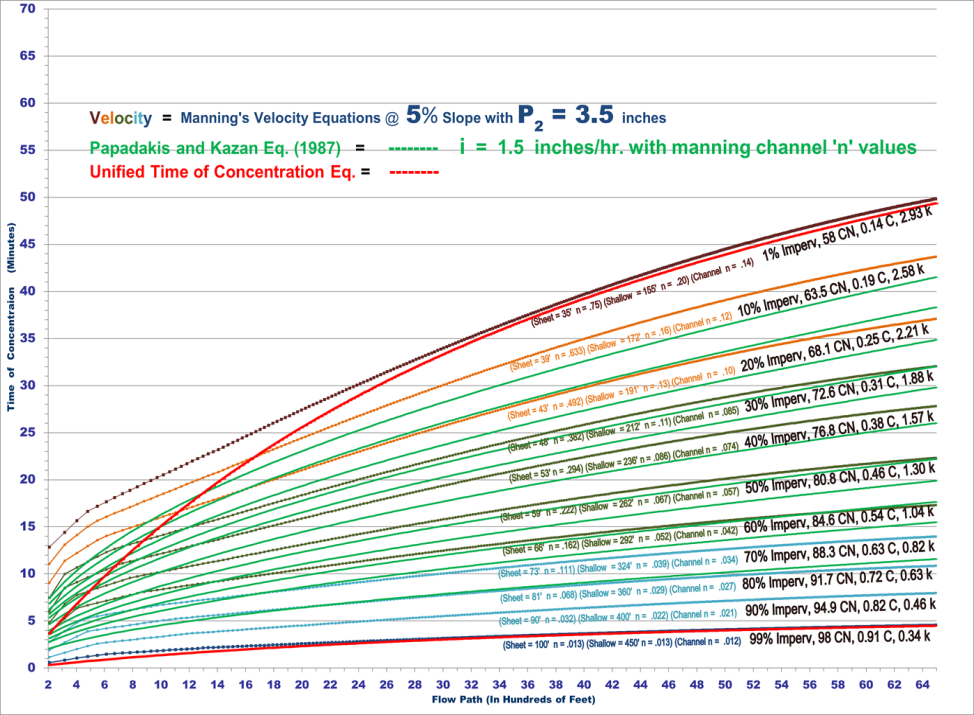 70
65
60
55
50
45
40
35
30
25
20
15
10
5
0
Time of Concentraion (Minutes)
Velocity = Manning's Velocity Equations @ 5% Slope with P2 = 3.5 inches
Papadakis and Kazan Eq. (1987) = -------- i = 1.5 inches/hr. with manning channel 'n' values
Unified Time of Concentration Eq. = --------
(Sheet = 35' n = .75) (Shallow = 155' n = .20) (Channel n = .14)
1% Imperv, 58 CN, 0.14 C, 2.93 k
(Sheet = 39' n = .633) (Shallow = 172' n = .16) (Channel n = .12)
10% Imperv, 63.5 CN, 0.19 C, 2.58 k
(Sheet = 43' n = .492) (Shallow = 191' n = .13) (Channel n = .10)
20% Imperv, 68.1 CN, 0.25 C, 2.21 k
(Sheet = 48' n = .382) (Shallow = 212' n = .11) (Channel n = .085)
30% Imperv, 72.6 CN, 0.31 C, 1.88 k
(Sheet = 53' n = .294) (Shallow = 236' n = .086) (Channel n = .074)
40% Imperv, 76.8 CN, 0.38 C, 1.57 k
(Sheet = 59' n = .222) (Shallow = 262' n = .067) (Channel n = .057)
50% Imperv, 80.8 CN, 0.46 C, 1.30 k
(Sheet = 66' n = .162) (Shallow = 292' n = .052) (Channel n = .042)
60% Imperv, 84.6 CN, 0.54 C, 1.04 k
(Sheet = 73' n = .111) (Shallow = 324' n = .039) (Channel n = .034)
70% Imperv, 88.3 CN, 0.63 C, 0.82 k
(Sheet = 81' n = .068) (Shallow = 360' n = .029) (Channel n = .027)
80% Imperv, 91.7 CN, 0.72 C, 0.63 k
(Sheet = 90' n = .032) (Shallow = 400' n = .022) (Channel n = .021)
90% Imperv, 94.9 CN, 0.82 C, 0.46 k
(Sheet = 100' n = .013) (Shallow = 450' n = .013) (Channel n = .012)
99% Imperv, 98 CN, 0.91 C, 0.34 k
2 4 6 8 10 12 14 16 18 20 22 24 26 28 30 32 34 36 38 40 42 44 46 48 50 52 54 56 58 60 62 64
Flow Path (In Hundreds of Feet)